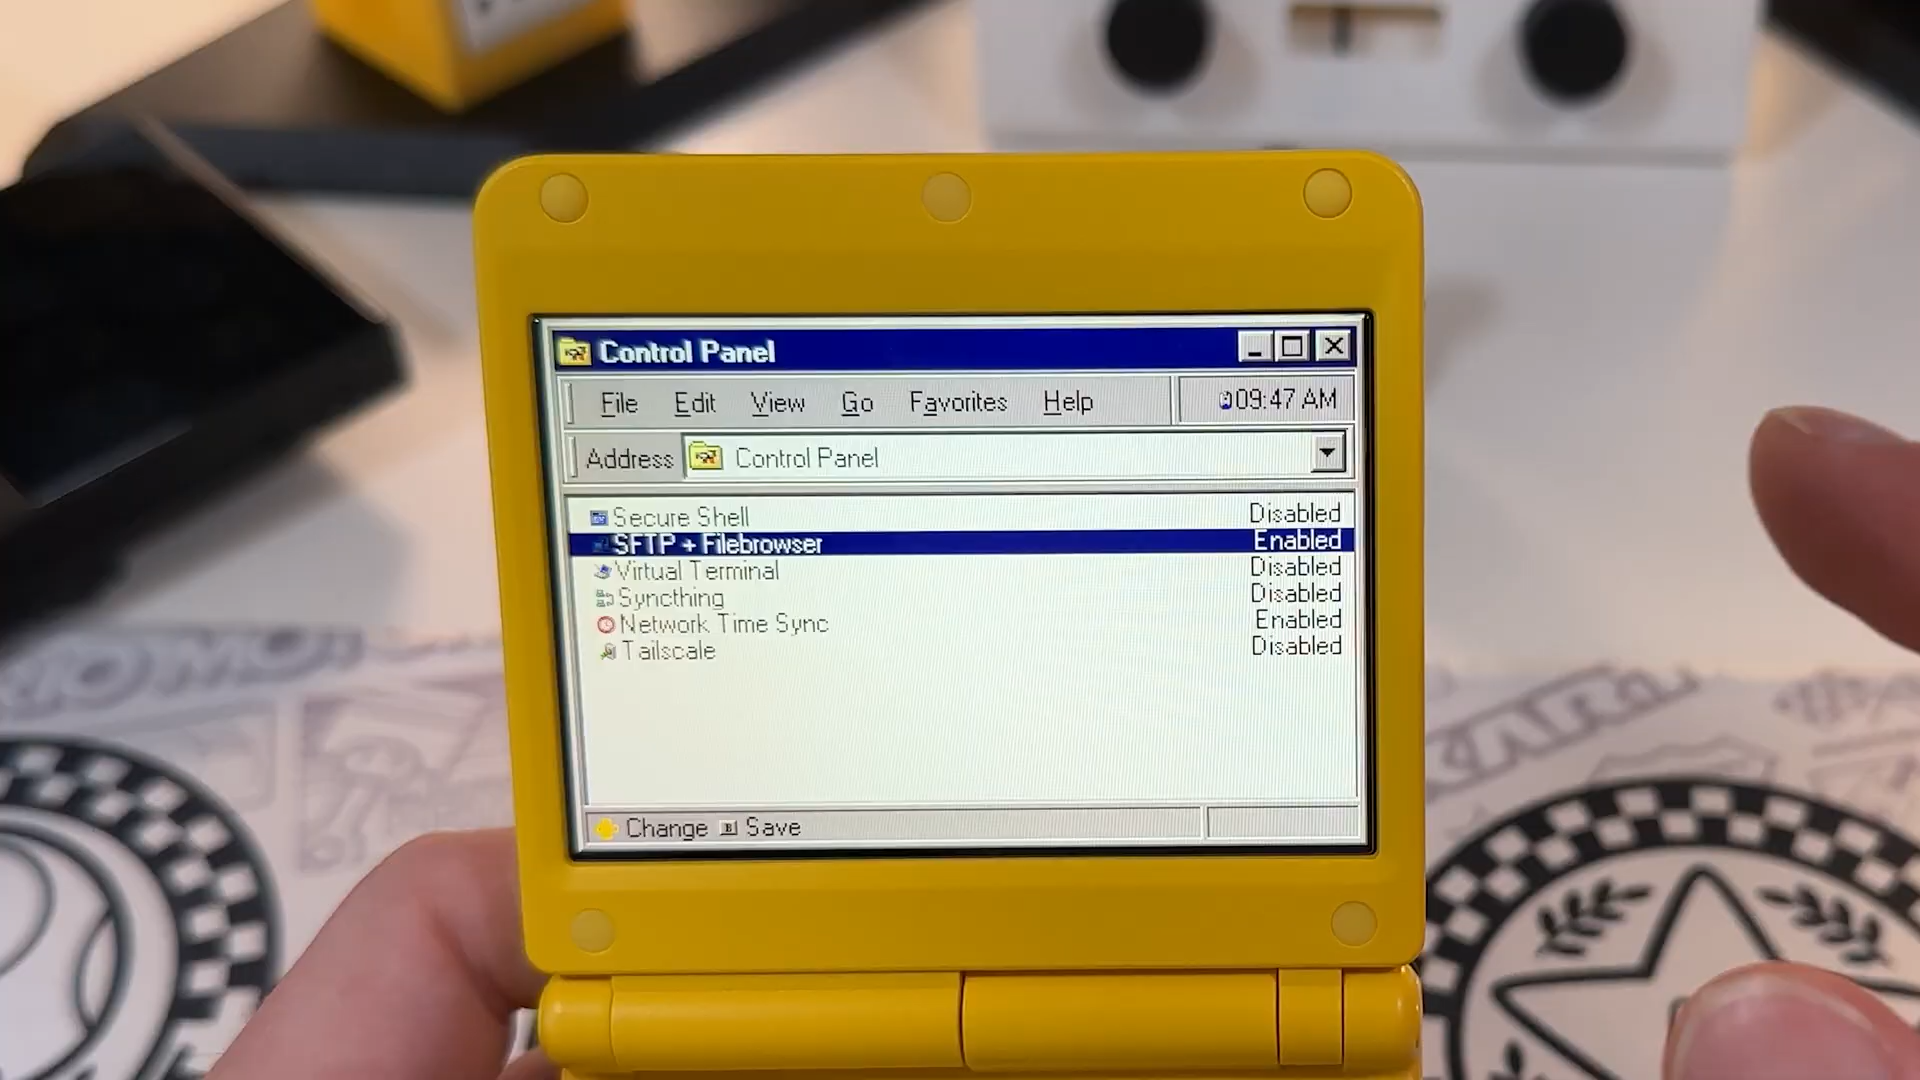 Control Panel
File Edit View Go Favorites Help 09:47 AM
Address Control Panel
Secure Shell Disabled
SFTP + Filebrowser Enabled
Virtual Terminal Disabled
Syncthing Disabled
Network Time Sync Enabled
Tailscale Disabled
Change B Save